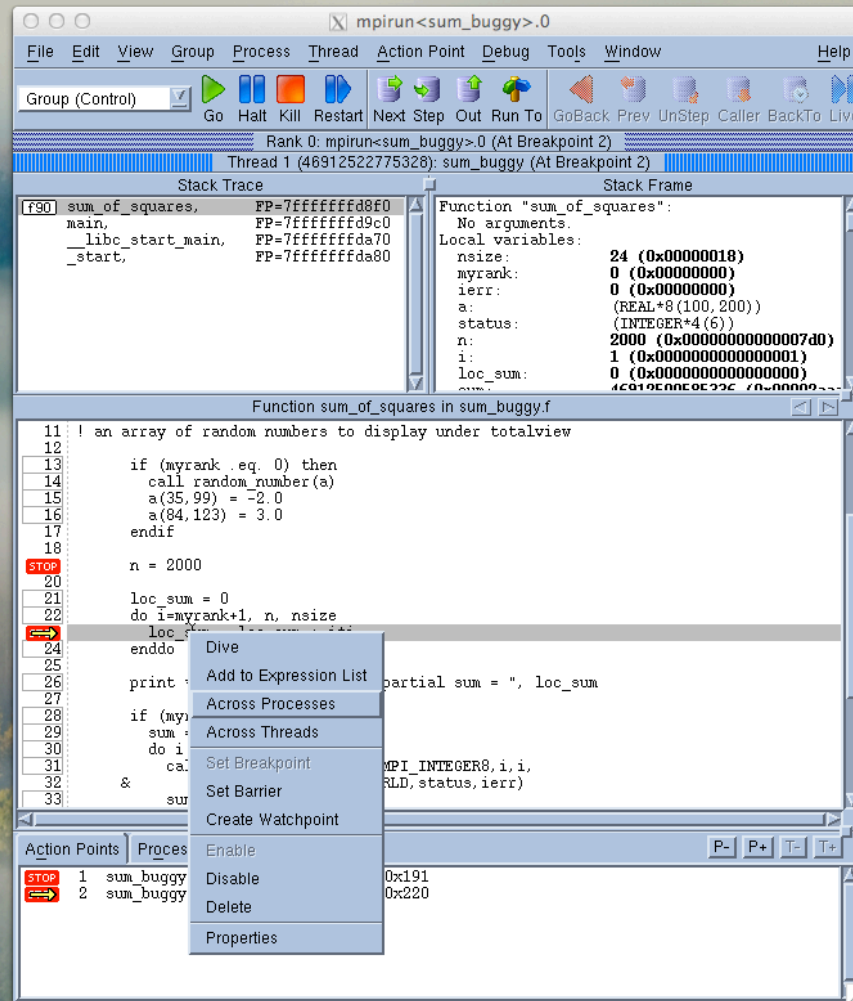 mpirun<sum_buggy>.0
File Edit View Group Process Thread Action Point Debug Tools Window Help
Group (Control) Go Halt Kill Restart Next Step Out Run To GoBack Prev UnStep Caller BackTo Liv
Rank 0: mpirun<sum_buggy>.0 (At Breakpoint 2)
Thread 1 (46912522775328): sum_buggy (At Breakpoint 2)
Stack Trace
f90 sum_of_squares, FP=7fffffffd8f0
main, FP=7fffffffd9c0
__libc_start_main, FP=7fffffffda70
_start, FP=7fffffffda80
Stack Frame
Function "sum_of_squares":
No arguments.
Local variables:
nsize: 24 (0x00000018)
myrank: 0 (0x00000000)
ierr: 0 (0x00000000)
a: (REAL*8(100,200))
status: (INTEGER*4(6))
n: 2000 (0x00000000000007d0)
i: 1 (0x0000000000000001)
loc_sum: 0 (0x0000000000000000)
Function sum_of_squares in sum_buggy.f
11 ! an array of random numbers to display under totalview
12
13 if (myrank .eq. 0) then
14 call random_number(a)
15 a(35,99) = -2.0
16 a(84,123) = 3.0
17 endif
18
STOP n = 2000
20
21 loc_sum = 0
22 do i=myrank+1, n, nsize
24 enddo
25
26 print partial sum = ", loc_sum
27
28 if (my
29 sum =
30 do i
31 cal MPI_INTEGER8,i,i,
32 & RLD,status,ierr)
33 sum
Dive
Add to Expression List
Across Processes
Across Threads
Set Breakpoint
Set Barrier
Create Watchpoint
Enable
Disable
Delete
Properties
Action Points Proces P- P+ T- T+
STOP 1 sum_buggy 0x191
2 sum_buggy 0x220